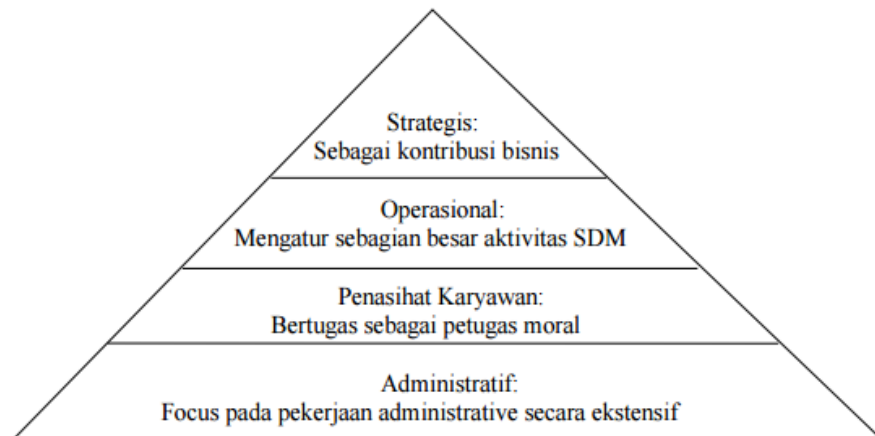 Strategis:
Sebagai kontribusi bisnis
Operasional:
Mengatur sebagian besar aktivitas SDM
Penasihat Karyawan:
Bertugas sebagai petugas moral
Administratif:
Focus pada pekerjaan administrative secara ekstensif